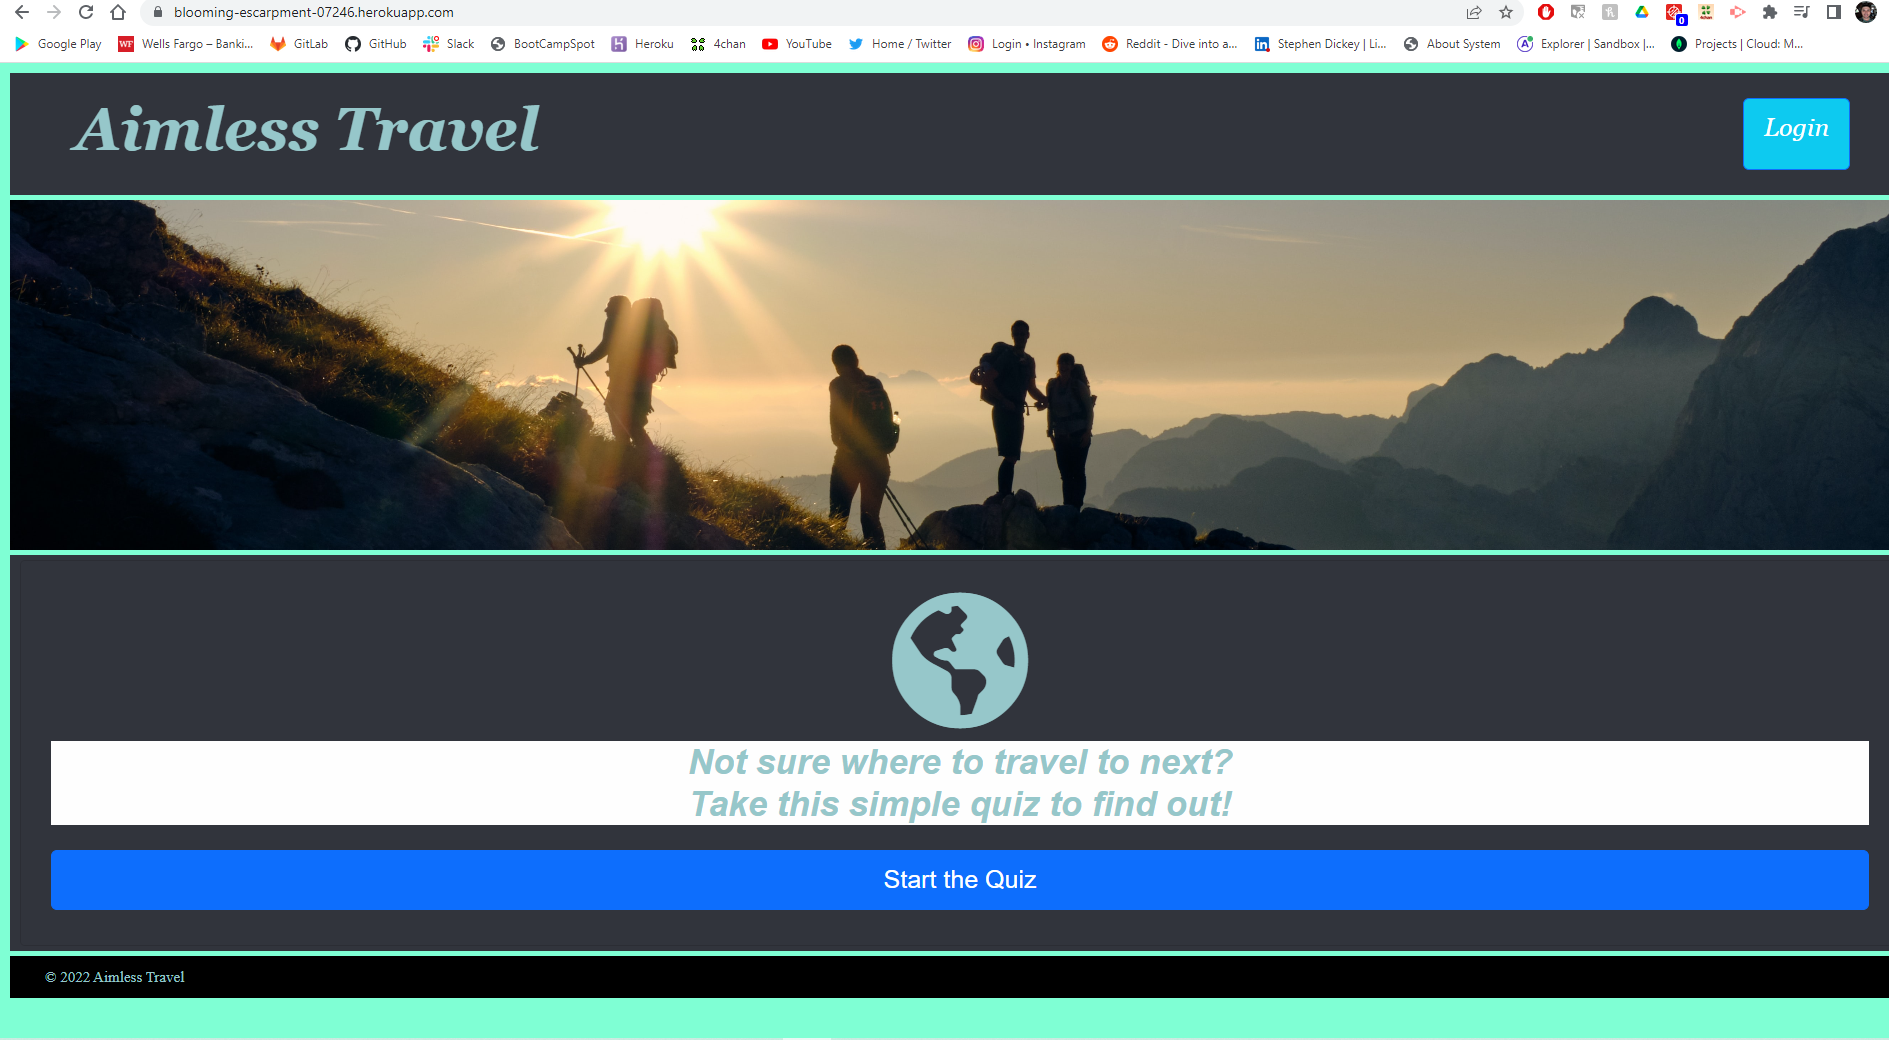 blooming-escarpment-07246.herokuapp.com
0
Google Play
WF
Wells Fargo – Banki...
GitLab
GitHub
Slack
BootCampSpot
Heroku
4chan
YouTube
Home / Twitter
Login • Instagram
Reddit - Dive into a...
Stephen Dickey | Li...
About System
Explorer | Sandbox |...
Projects | Cloud: M...
Aimless Travel
Login
Not sure where to travel to next?
Take this simple quiz to find out!
Start the Quiz
© 2022 Aimless Travel